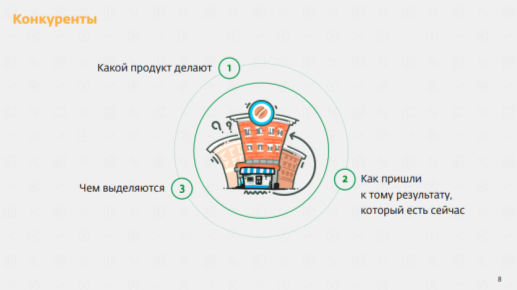 Конкуренты
Какой продукт делают
1
2
Как пришли
к тому результату,
который есть сейчас
Чем выделяются
3
8